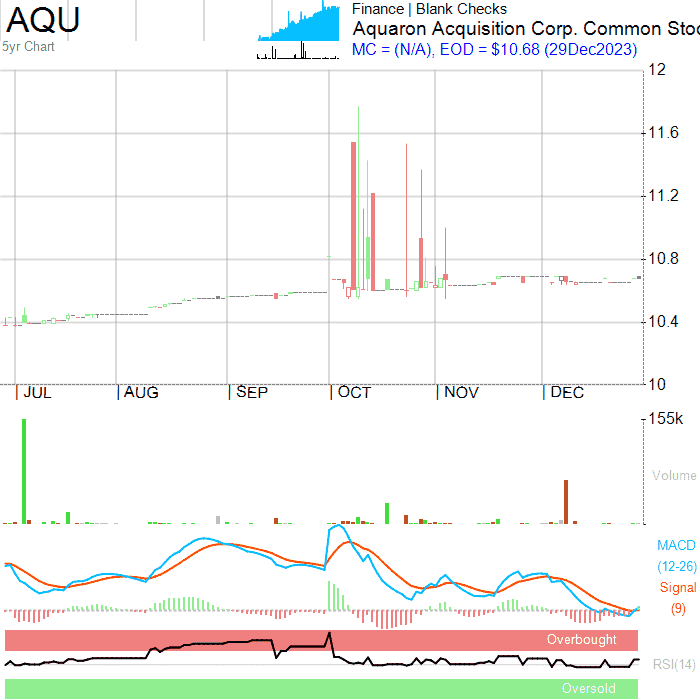 AQU
5yr Chart
Finance | Blank Checks
Aquaron Acquisition Corp. Common Stoc
MC = (N/A), EOD = $10.68 (29Dec2023)
12
11.6
11.2
10.8
10.4
10
JUL AUG SEP OCT NOV DEC
155k
Volume
MACD
(12-26)
Signal
(9)
Overbought
RSI(14)
Oversold